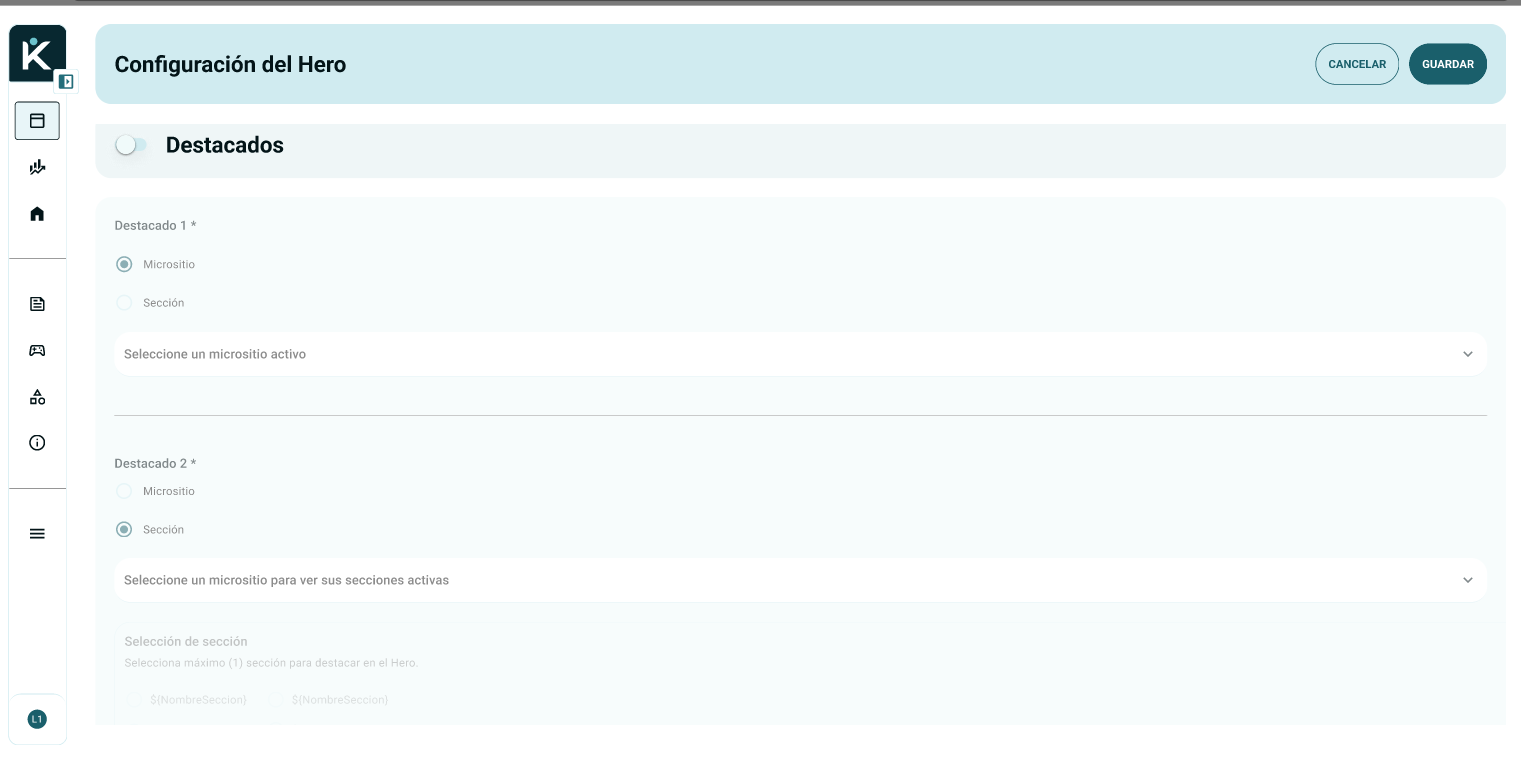 K
Configuración del Hero
CANCELAR
GUARDAR
Destacados
Destacado 1 *
Micrositio
Sección
Seleccione un micrositio activo
Destacado 2 *
Micrositio
Sección
Seleccione un micrositio para ver sus secciones activas
Selección de sección
Selecciona máximo (1) sección para destacar en el Hero.
${NombreSeccion} ${NombreSeccion}
L1